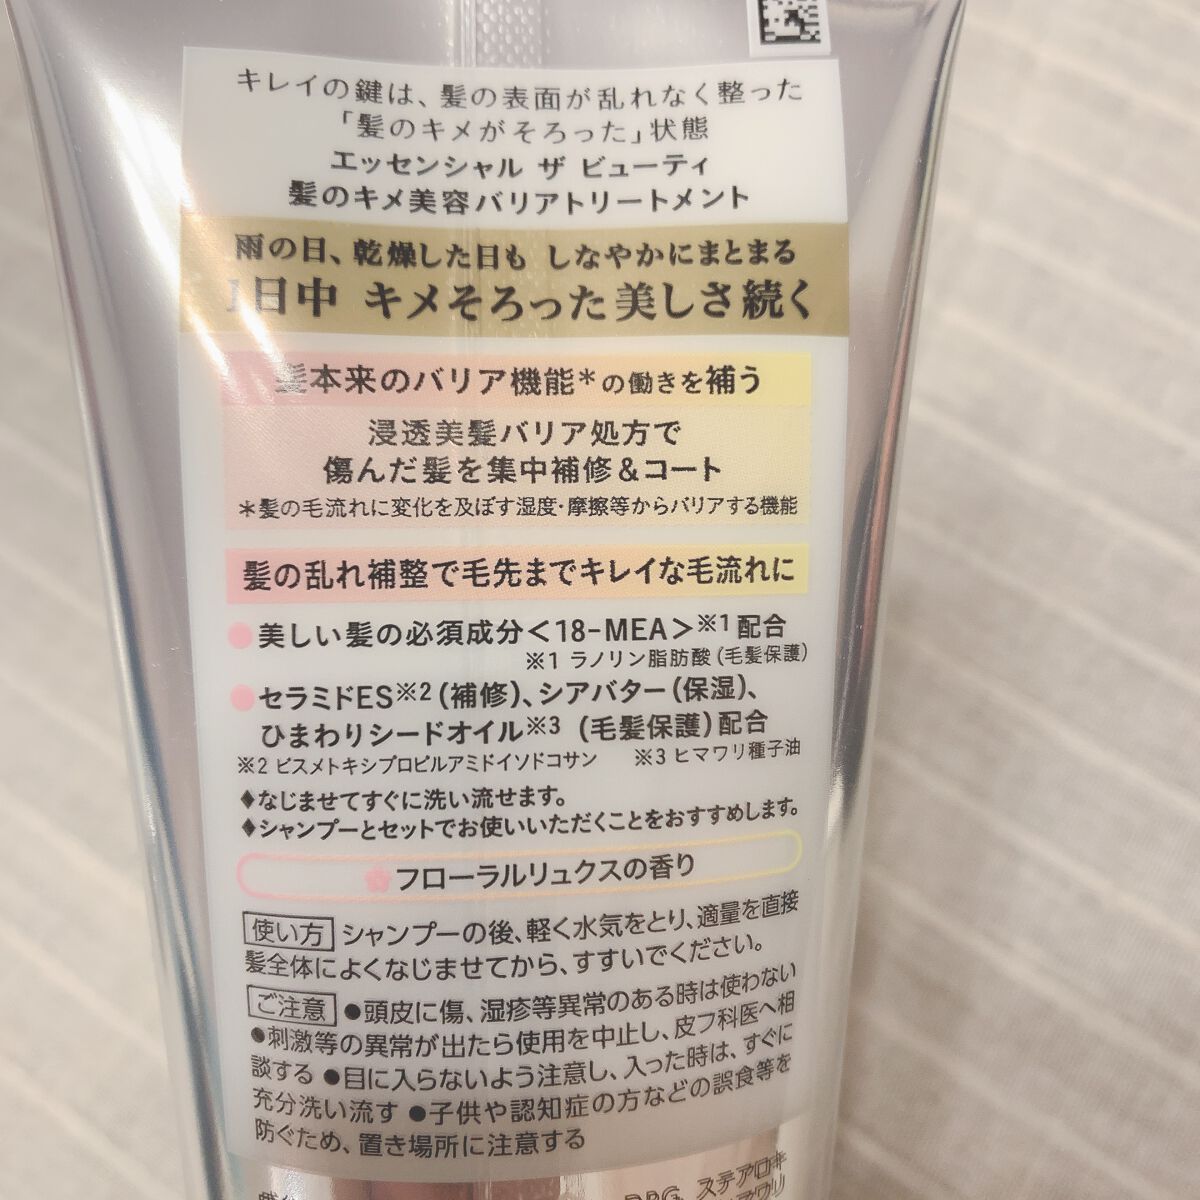 キレイの鍵は、髪の表面が乱れなく整った
「髪のキメがそろった」状態
エッセンシャル ザ ビューティ
髪のキメ美容バリアトリートメント
雨の日、乾燥した日も しなやかにまとまる
1日中 キメそろった美しさ続く
髪本来のバリア機能*の働きを補う
浸透美髪バリア処方で
傷んだ髪を集中補修&コート
*髪の毛流れに変化を及ぼす湿度・摩擦等からバリアする機能
髪の乱れ補整で毛先までキレイな毛流れに
●美しい髪の必須成分<18-MEA>※1配合
※1 ラノリン脂肪酸(毛髪保護)
●セラミドES※2(補修)、シアバター(保湿)、
ひまわりシードオイル※3(毛髪保護)配合
※2 ビスメトキシプロピルアミドイソドコサン ※3 ヒマワリ種子油
♦なじませてすぐに洗い流せます。
♦シャンプーとセットでお使いいただくことをおすすめします。
フローラルリュクスの香り
使い方 シャンプーの後、軽く水気をとり、適量を直接
髪全体によくなじませてから、すすいでください。
ご注意 ●頭皮に傷、湿疹等異常のある時は使わない
●刺激等の異常が出たら使用を中止し、皮フ科医へ相
談する ●目に入らないよう注意し、入った時は、すぐに
充分洗い流す ●子供や認知症の方などの誤食等を
防ぐため、置き場所に注意する
DPG、ステアロキ